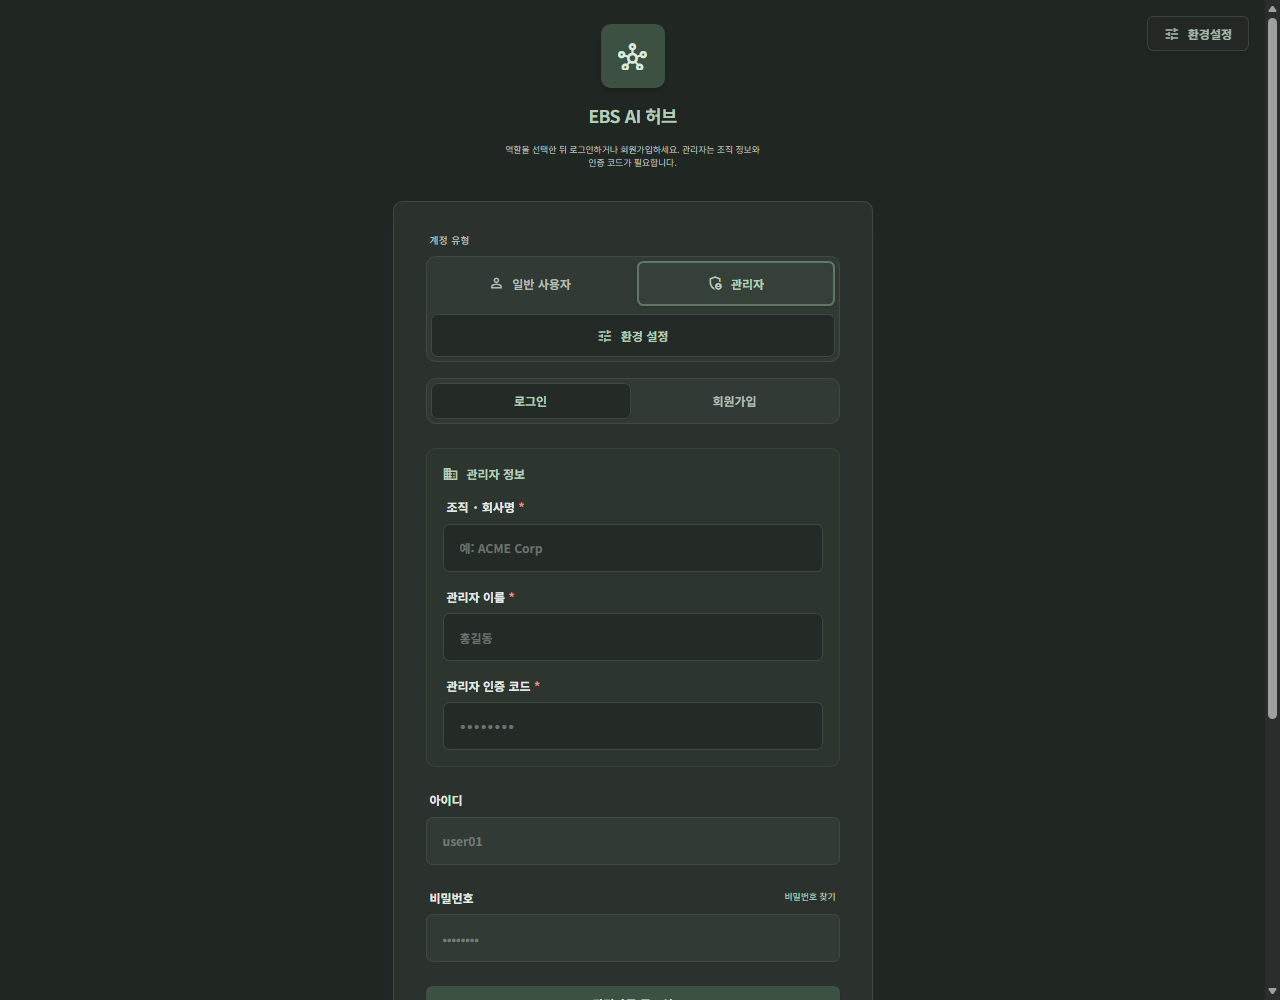 환경설정
EBS AI 허브
역할을 선택한 뒤 로그인하거나 회원가입하세요. 관리자는 조직 정보와
인증 코드가 필요합니다.
계정 유형
일반 사용자
관리자
환경 설정
로그인
회원가입
관리자 정보
조직 · 회사명 *
예: ACME Corp
관리자 이름 *
홍길동
관리자 인증 코드 *
••••••••
아이디
user01
비밀번호
비밀번호 찾기
••••••••